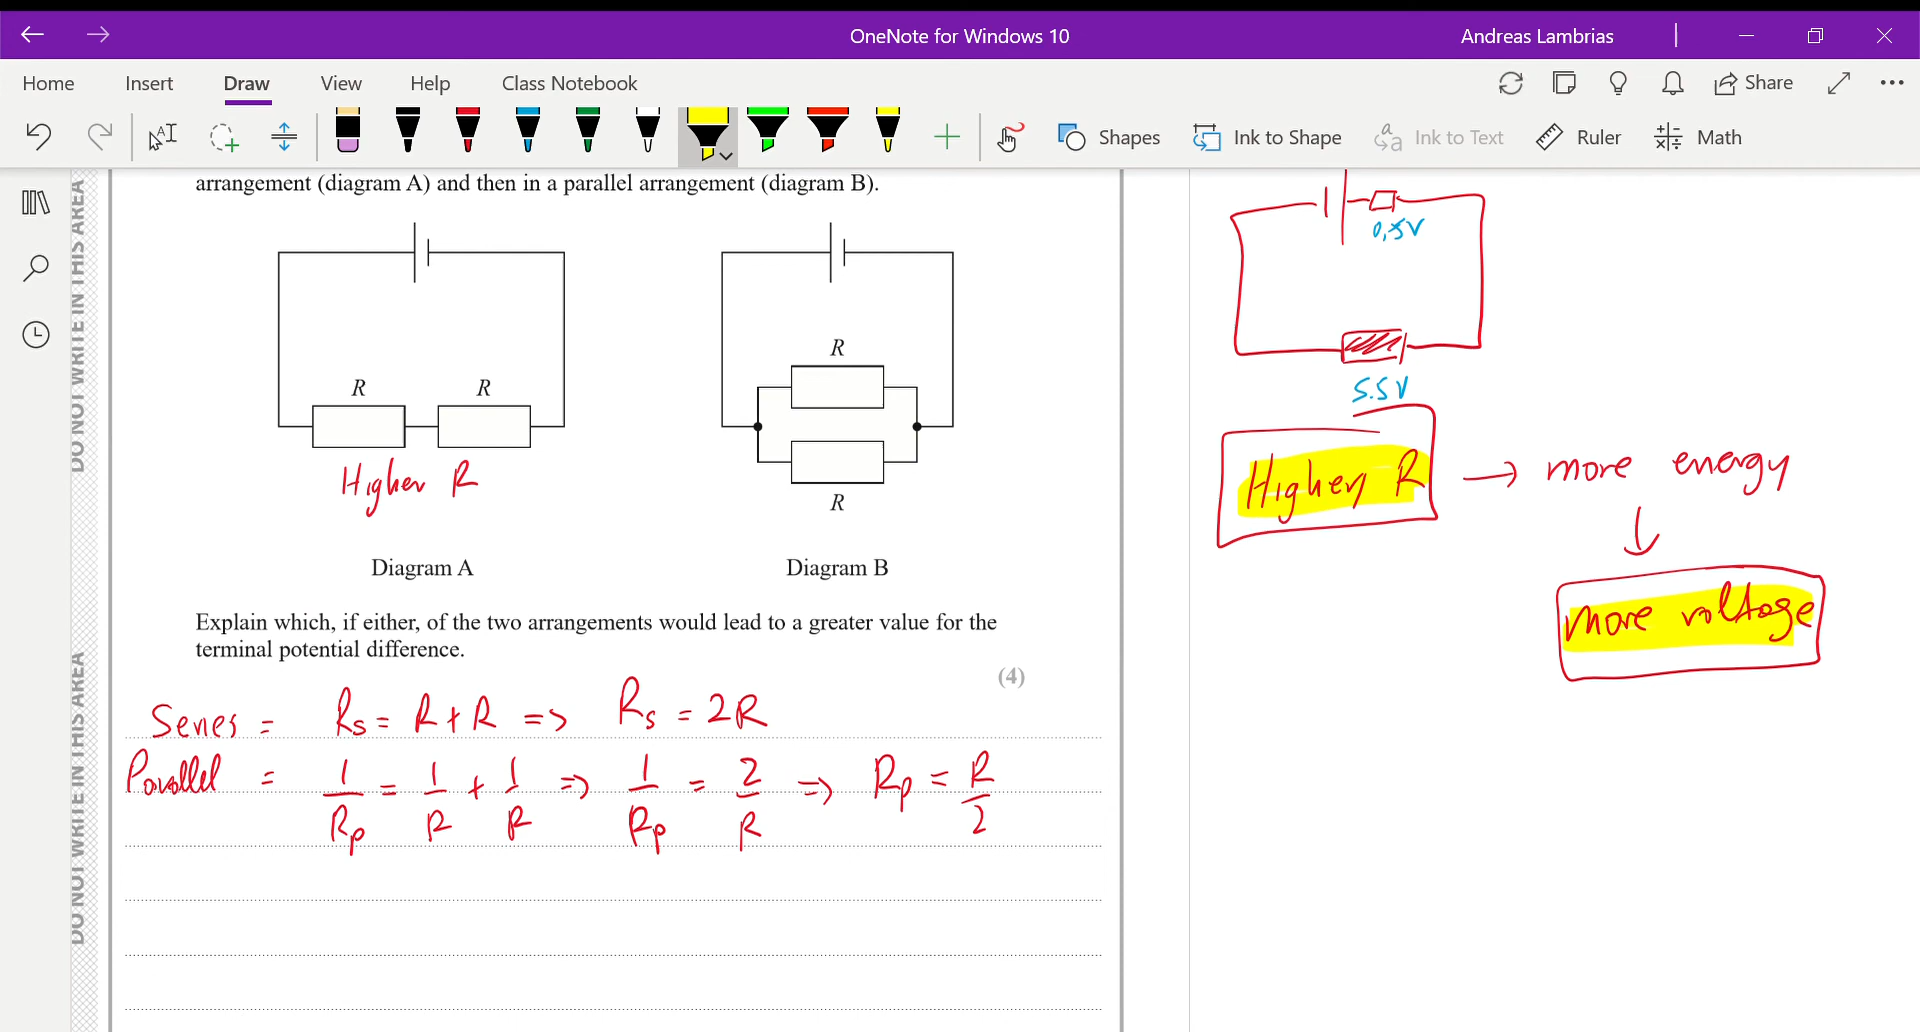 OneNote for Windows 10
Andreas Lambrias
Home Insert Draw View Help Class Notebook
Share
Shapes Ink to Shape Ink to Text Ruler Math
DO NOT WRITE IN THIS AREA
DO NOT WRITE IN THIS AREA
arrangement (diagram A) and then in a parallel arrangement (diagram B).
R R
Higher R
Diagram A
R
R
Diagram B
Explain which, if either, of the two arrangements would lead to a greater value for the
terminal potential difference.
(4)
Series = Rs = R + R => Rs = 2R
Parallel = 1/Rp = 1/R + 1/R => 1/Rp = 2/R => Rp = R/2
0,5V
5.5V
Higher R → more energy
↓
more voltage